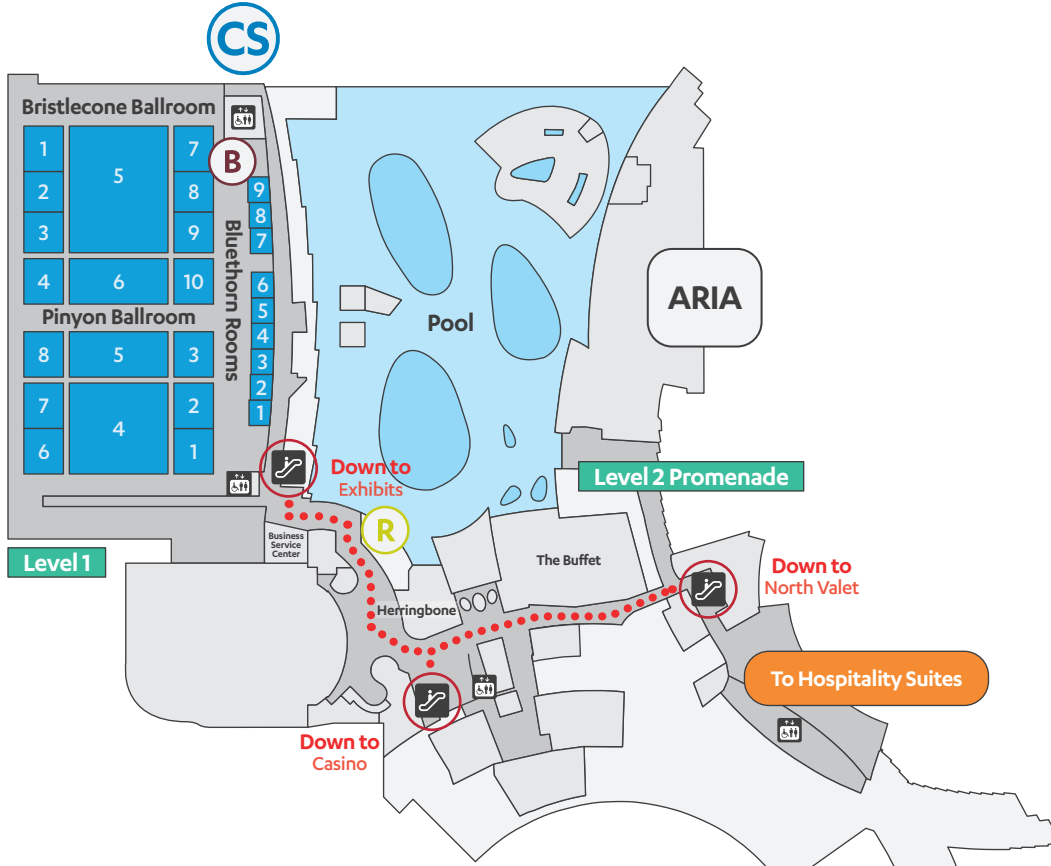 CS
Bristlecone Ballroom
1
2
3
4
5
6
7
8
9
10
B
9
8
7
6
5
4
3
2
1
Bluethorn Rooms
Pinyon Ballroom
8
7
6
5
4
3
2
1
Pool
ARIA
Down to
Exhibits
R
Level 2 Promenade
Business
Service
Center
Level 1
The Buffet
Herringbone
Down to
North Valet
To Hospitality Suites
Down to
Casino